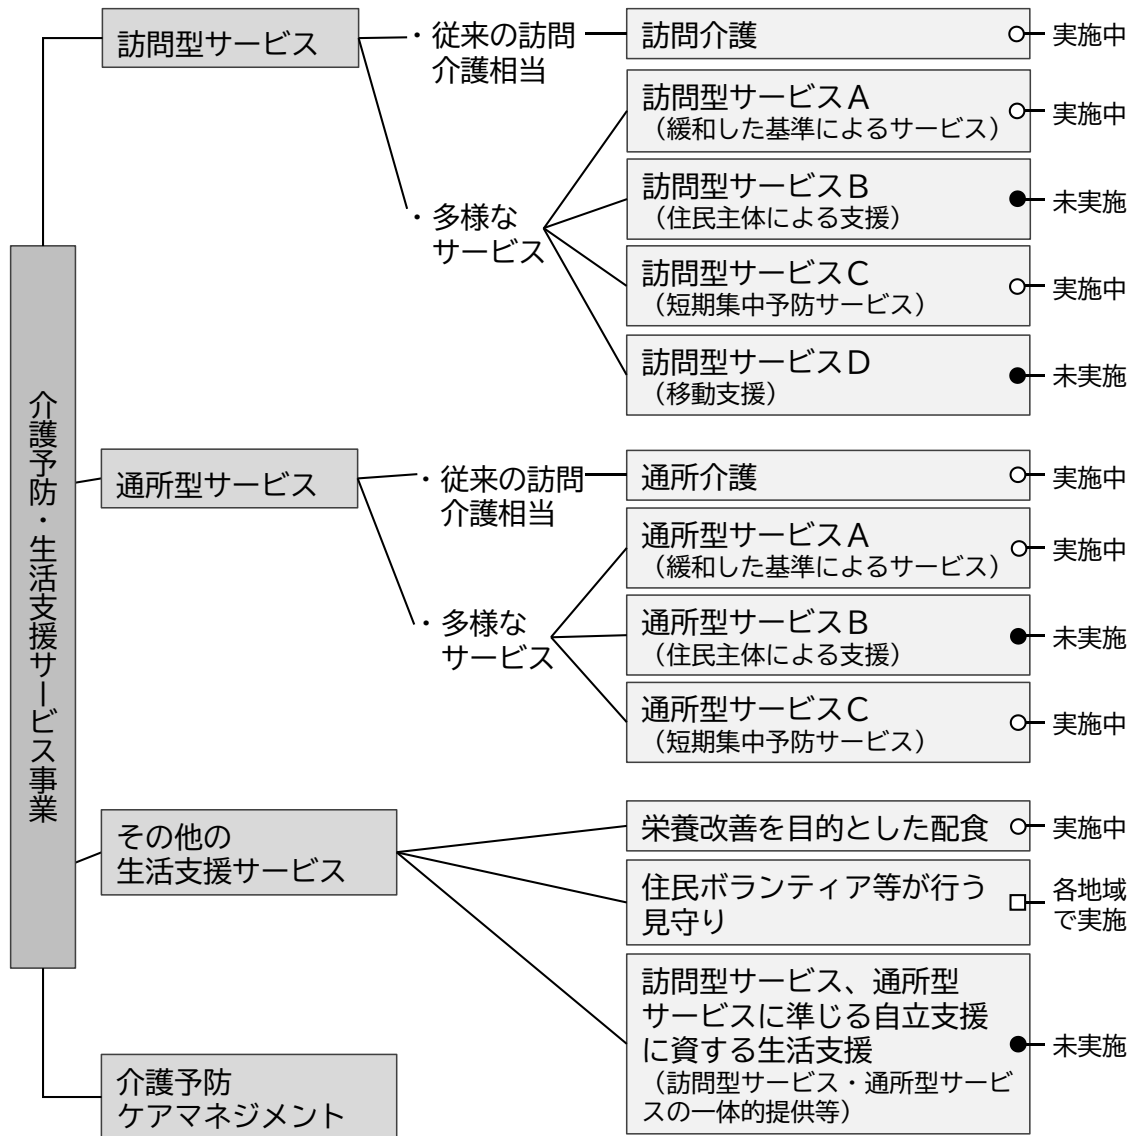 介護予防・生活支援サービス事業
訪問型サービス
・従来の訪問
介護相当
訪問介護
実施中
・多様な
サービス
訪問型サービスA
（緩和した基準によるサービス）
実施中
訪問型サービスB
（住民主体による支援）
未実施
訪問型サービスC
（短期集中予防サービス）
実施中
訪問型サービスD
（移動支援）
未実施
通所型サービス
・従来の訪問
介護相当
通所介護
実施中
・多様な
サービス
通所型サービスA
（緩和した基準によるサービス）
実施中
通所型サービスB
（住民主体による支援）
未実施
通所型サービスC
（短期集中予防サービス）
実施中
その他の
生活支援サービス
栄養改善を目的とした配食
実施中
住民ボランティア等が行う
見守り
各地域
で実施
訪問型サービス、通所型
サービスに準じる自立支援
に資する生活支援
（訪問型サービス・通所型サービ
スの一体的提供等）
未実施
介護予防
ケアマネジメント